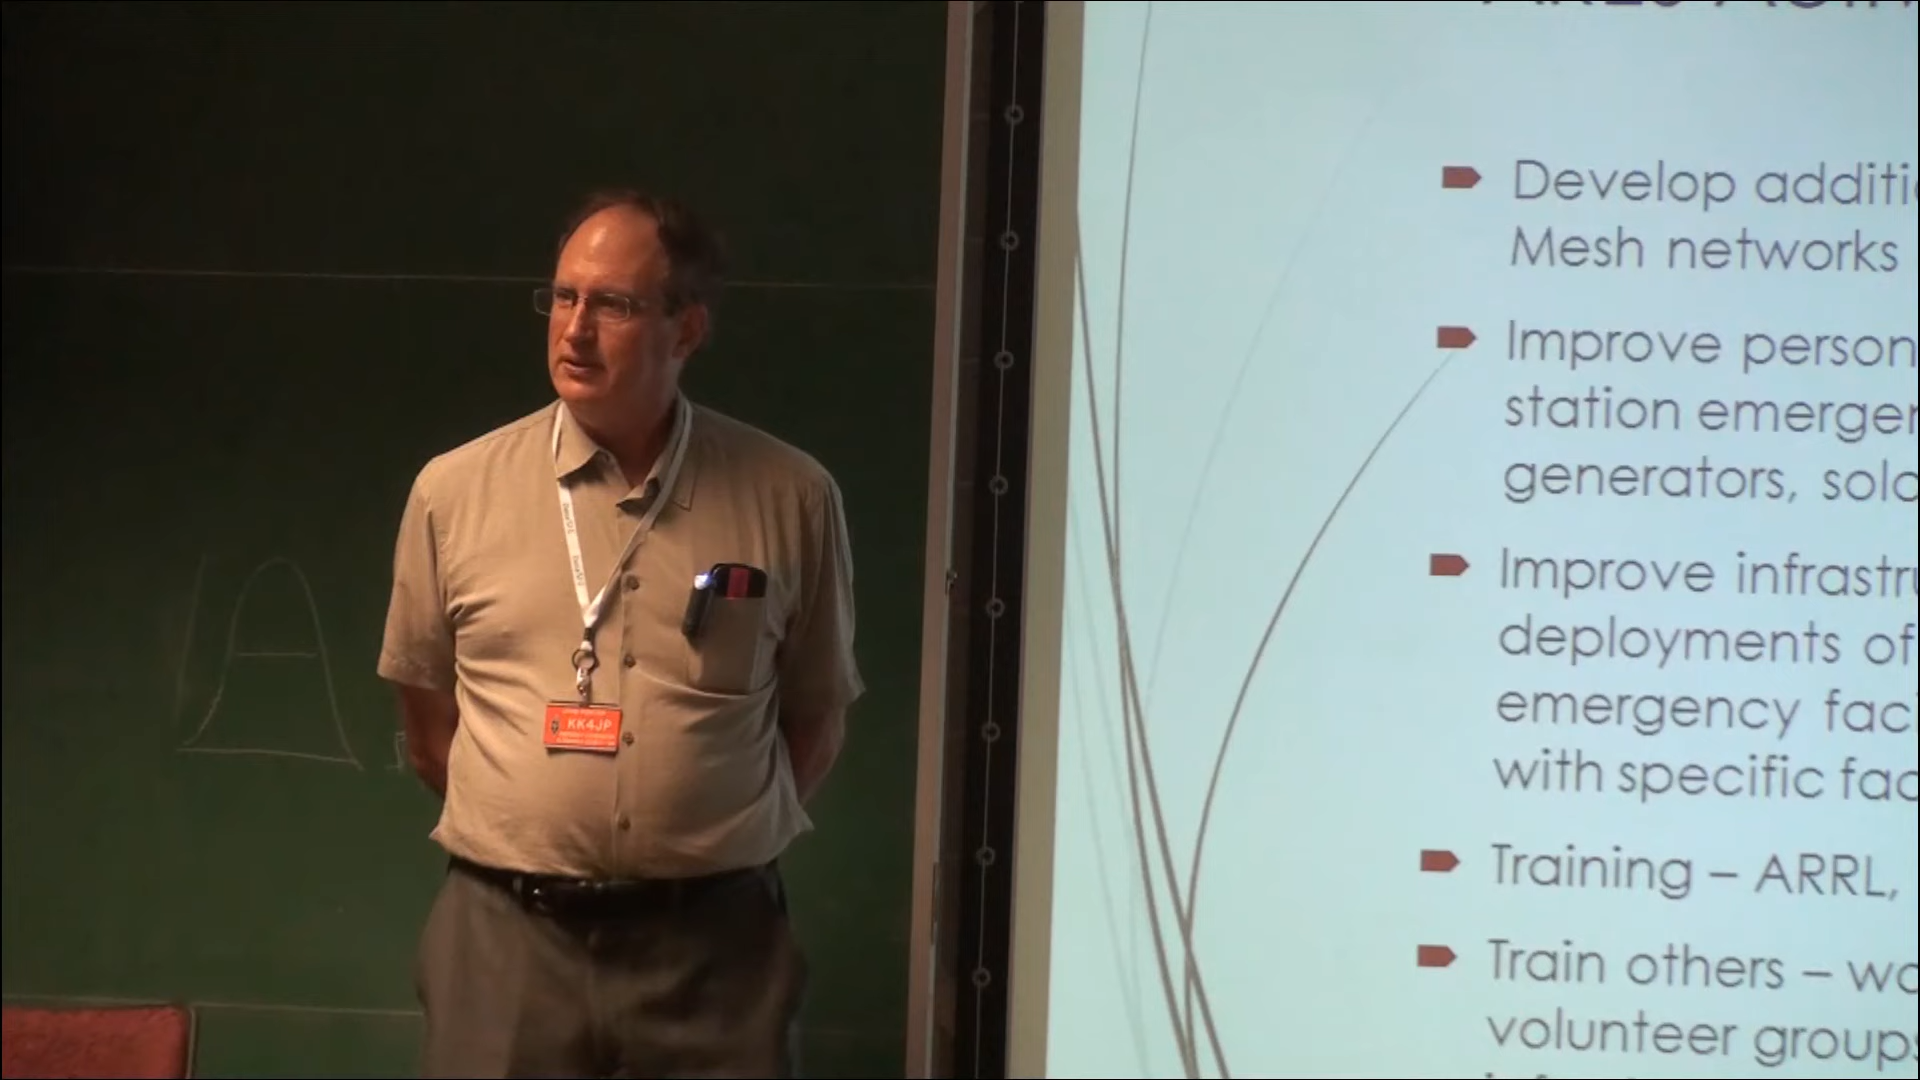 Develop additi
Mesh networks
Improve person
station emerger
generators, sola
Improve infrastru
deployments of
emergency faci
with specific fac
Training – ARRL,
Train others – wo
volunteer groups
A
KK4JP